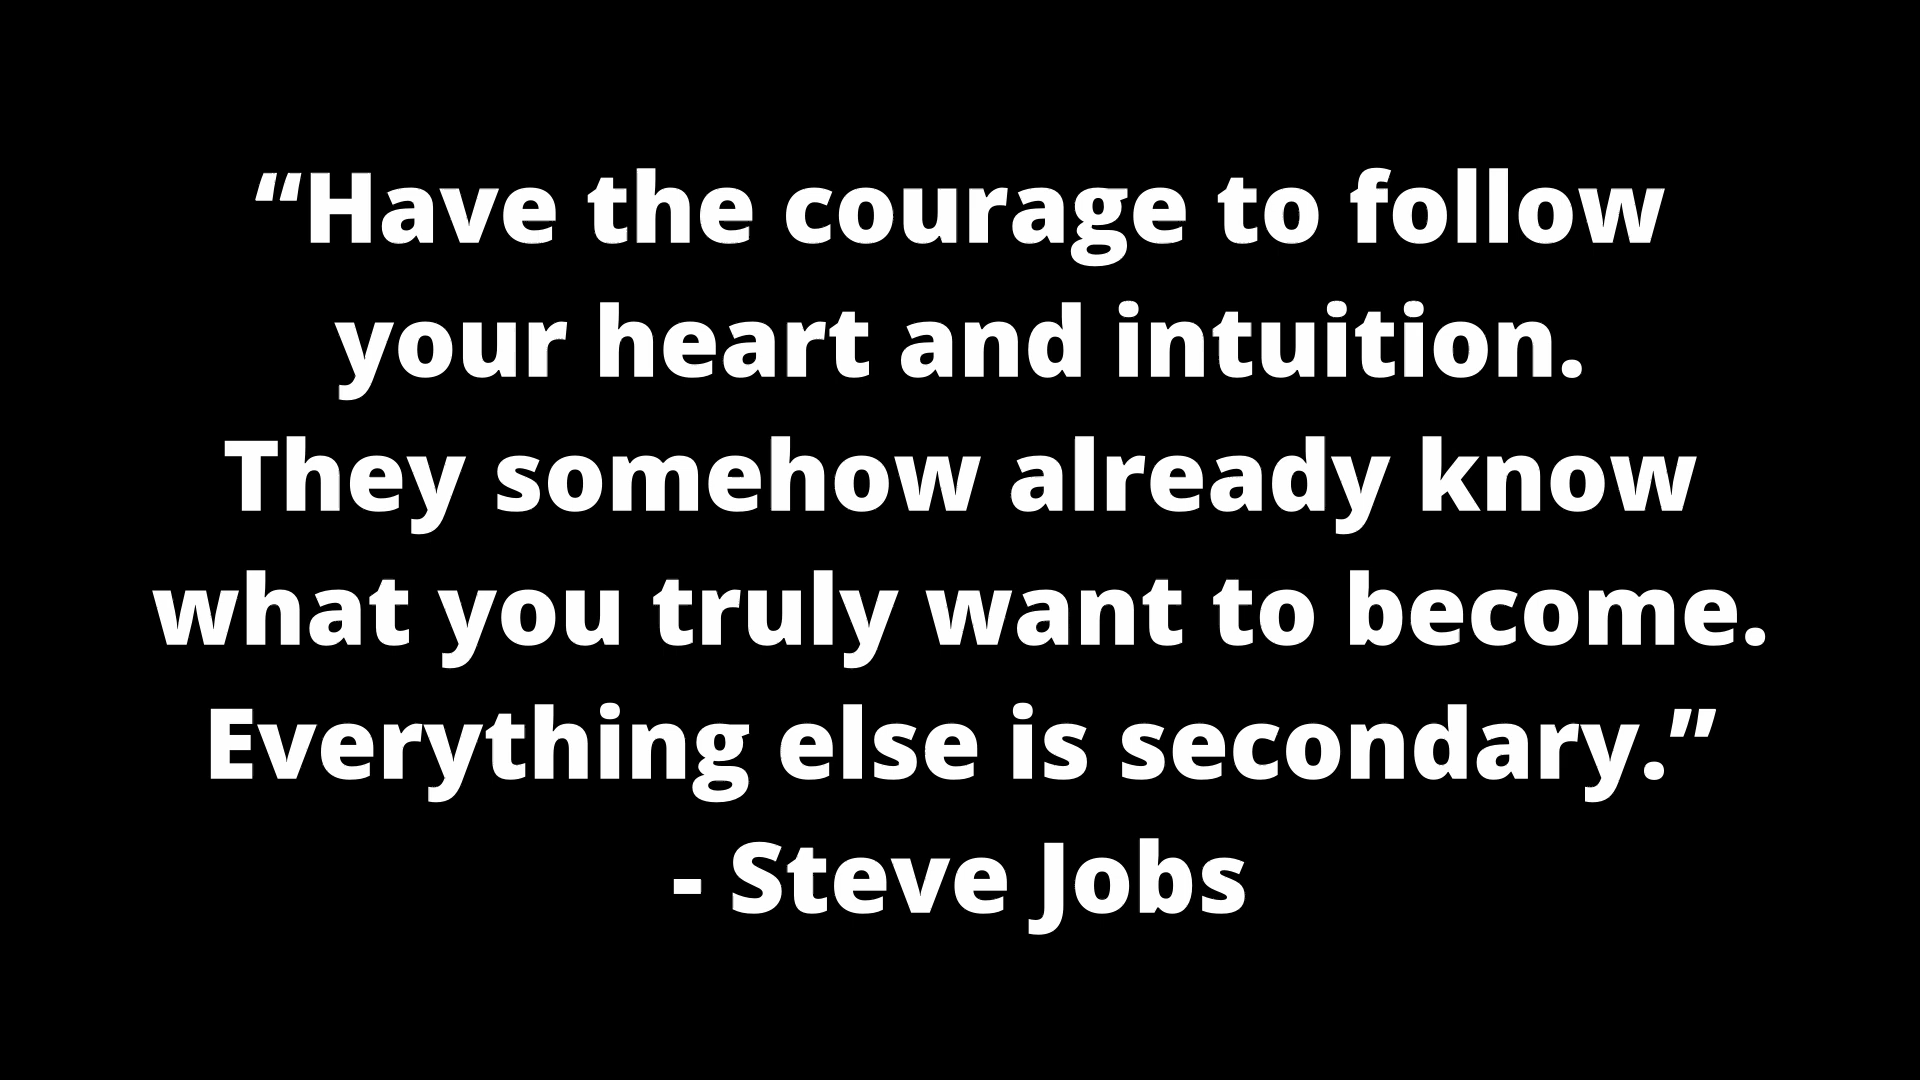 “Have the courage to follow
your heart and intuition.
They somehow already know
what you truly want to become.
Everything else is secondary.”
- Steve Jobs